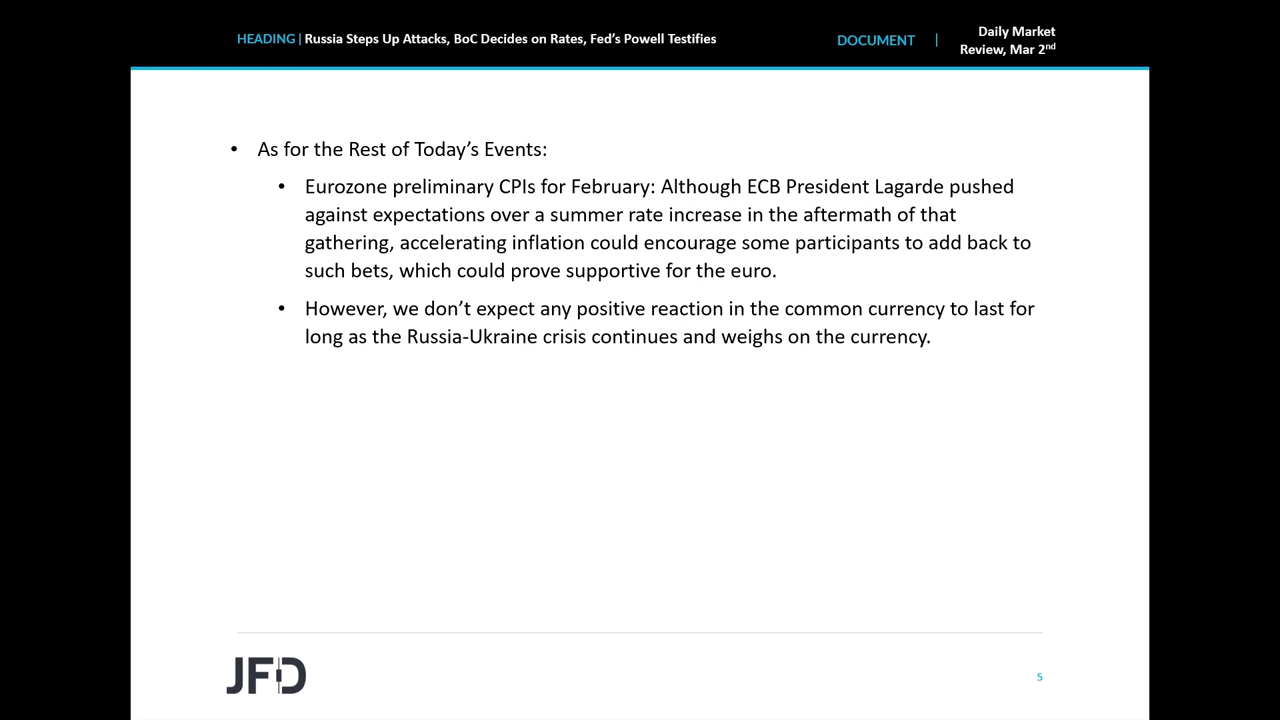 HEADING | Russia Steps Up Attacks, BoC Decides on Rates, Fed’s Powell Testifies
DOCUMENT |
Daily Market
Review, Mar 2nd
• As for the Rest of Today’s Events:
• Eurozone preliminary CPIs for February: Although ECB President Lagarde pushed
against expectations over a summer rate increase in the aftermath of that
gathering, accelerating inflation could encourage some participants to add back to
such bets, which could prove supportive for the euro.
• However, we don’t expect any positive reaction in the common currency to last for
long as the Russia-Ukraine crisis continues and weighs on the currency.
JFD
5